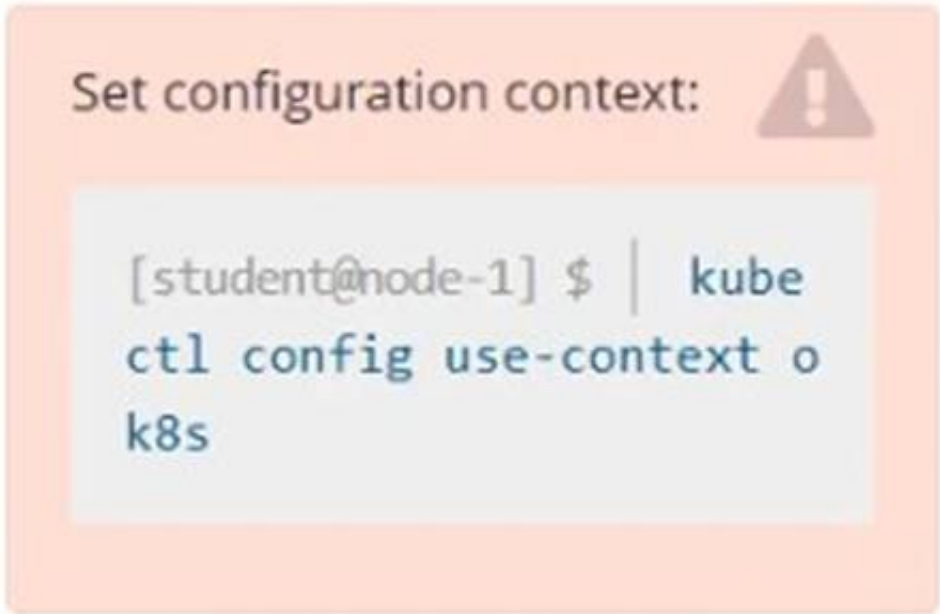 Set configuration context:
[student@node-1] $ | kube
ctl config use-context o
k8s